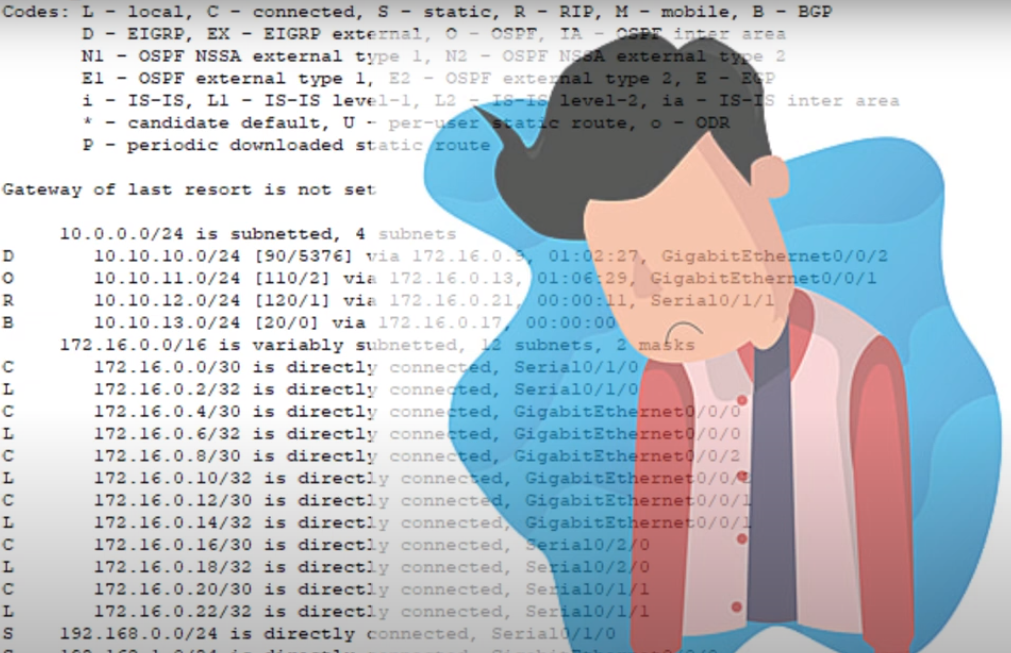 Codes: L - local, C - connected, S - static, R - RIP, M - mobile, B - BGP
D - EIGRP, EX - EIGRP external, O - OSPF, IA - OSPF inter area
N1 - OSPF NSSA external type 1, N2 - OSPF NSSA external type 2
E1 - OSPF external type 1, E2 - OSPF external type 2, E - EGP
i - IS-IS, L1 - IS-IS level-1, L2 - IS-IS level-2, ia - IS-IS inter area
* - candidate default, U - per-user static route, o - ODR
P - periodic downloaded static route
Gateway of last resort is not set
10.0.0.0/24 is subnetted, 4 subnets
D 10.10.10.0/24 [90/5376] via 172.16.0.9, 01:02:27, GigabitEthernet0/0/2
O 10.10.11.0/24 [110/2] via 172.16.0.13, 01:06:29, GigabitEthernet0/0/1
R 10.10.12.0/24 [120/1] via 172.16.0.21, 00:00:11, Serial0/1/1
B 10.10.13.0/24 [20/0] via 172.16.0.17, 00:00:00
172.16.0.0/16 is variably subnetted, 12 subnets, 2 masks
C 172.16.0.0/30 is directly connected, Serial0/1/0
L 172.16.0.2/32 is directly connected, Serial0/1/0
C 172.16.0.4/30 is directly connected, GigabitEthernet0/0/0
L 172.16.0.6/32 is directly connected, GigabitEthernet0/0/0
C 172.16.0.8/30 is directly connected, GigabitEthernet0/0/2
L 172.16.0.10/32 is directly connected, GigabitEthernet0/0/2
C 172.16.0.12/30 is directly connected, GigabitEthernet0/0/1
L 172.16.0.14/32 is directly connected, GigabitEthernet0/0/1
C 172.16.0.16/30 is directly connected, Serial0/2/0
L 172.16.0.18/32 is directly connected, Serial0/2/0
C 172.16.0.20/30 is directly connected, Serial0/1/1
L 172.16.0.22/32 is directly connected, Serial0/1/1
S 192.168.0.0/24 is directly connected, Serial0/1/0